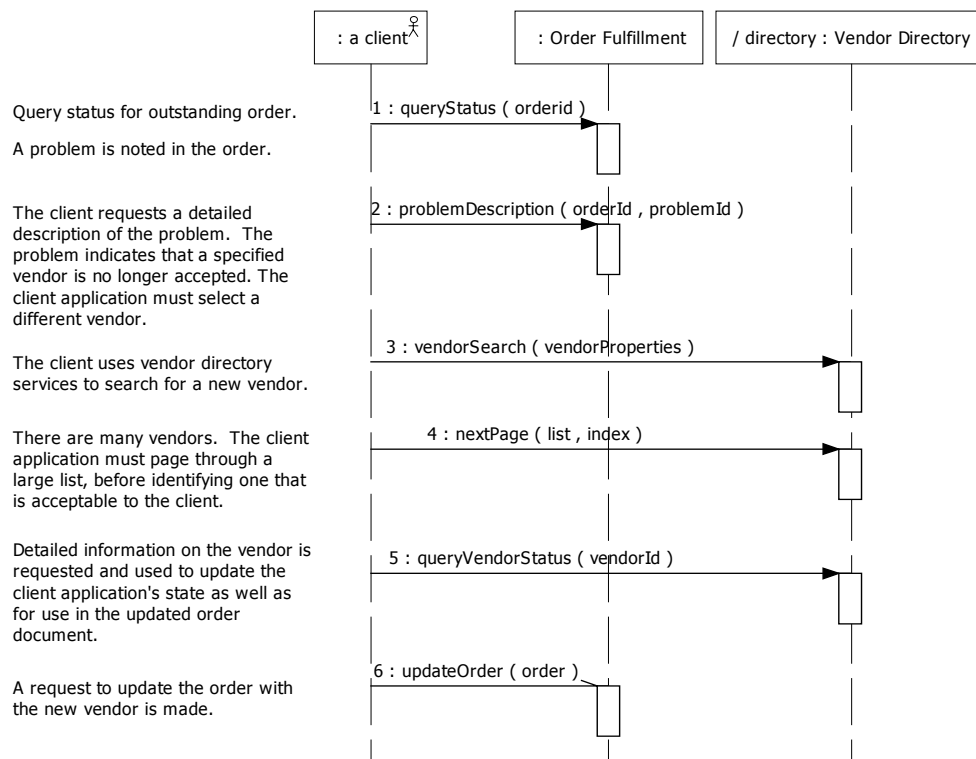 : a client
: Order Fulfillment
/ directory : Vendor Directory
Query status for outstanding order.
1 : queryStatus ( orderid )
A problem is noted in the order.
The client requests a detailed
description of the problem.  The
problem indicates that a specified
vendor is no longer accepted. The
client application must select a
different vendor.
2 : problemDescription ( orderId , problemId )
The client uses vendor directory
services to search for a new vendor.
3 : vendorSearch ( vendorProperties )
There are many vendors.  The client
application must page through a
large list, before identifying one that
is acceptable to the client.
4 : nextPage ( list , index )
Detailed information on the vendor is
requested and used to update the
client application's state as well as
for use in the updated order
document.
5 : queryVendorStatus ( vendorId )
A request to update the order with
the new vendor is made.
6 : updateOrder ( order )